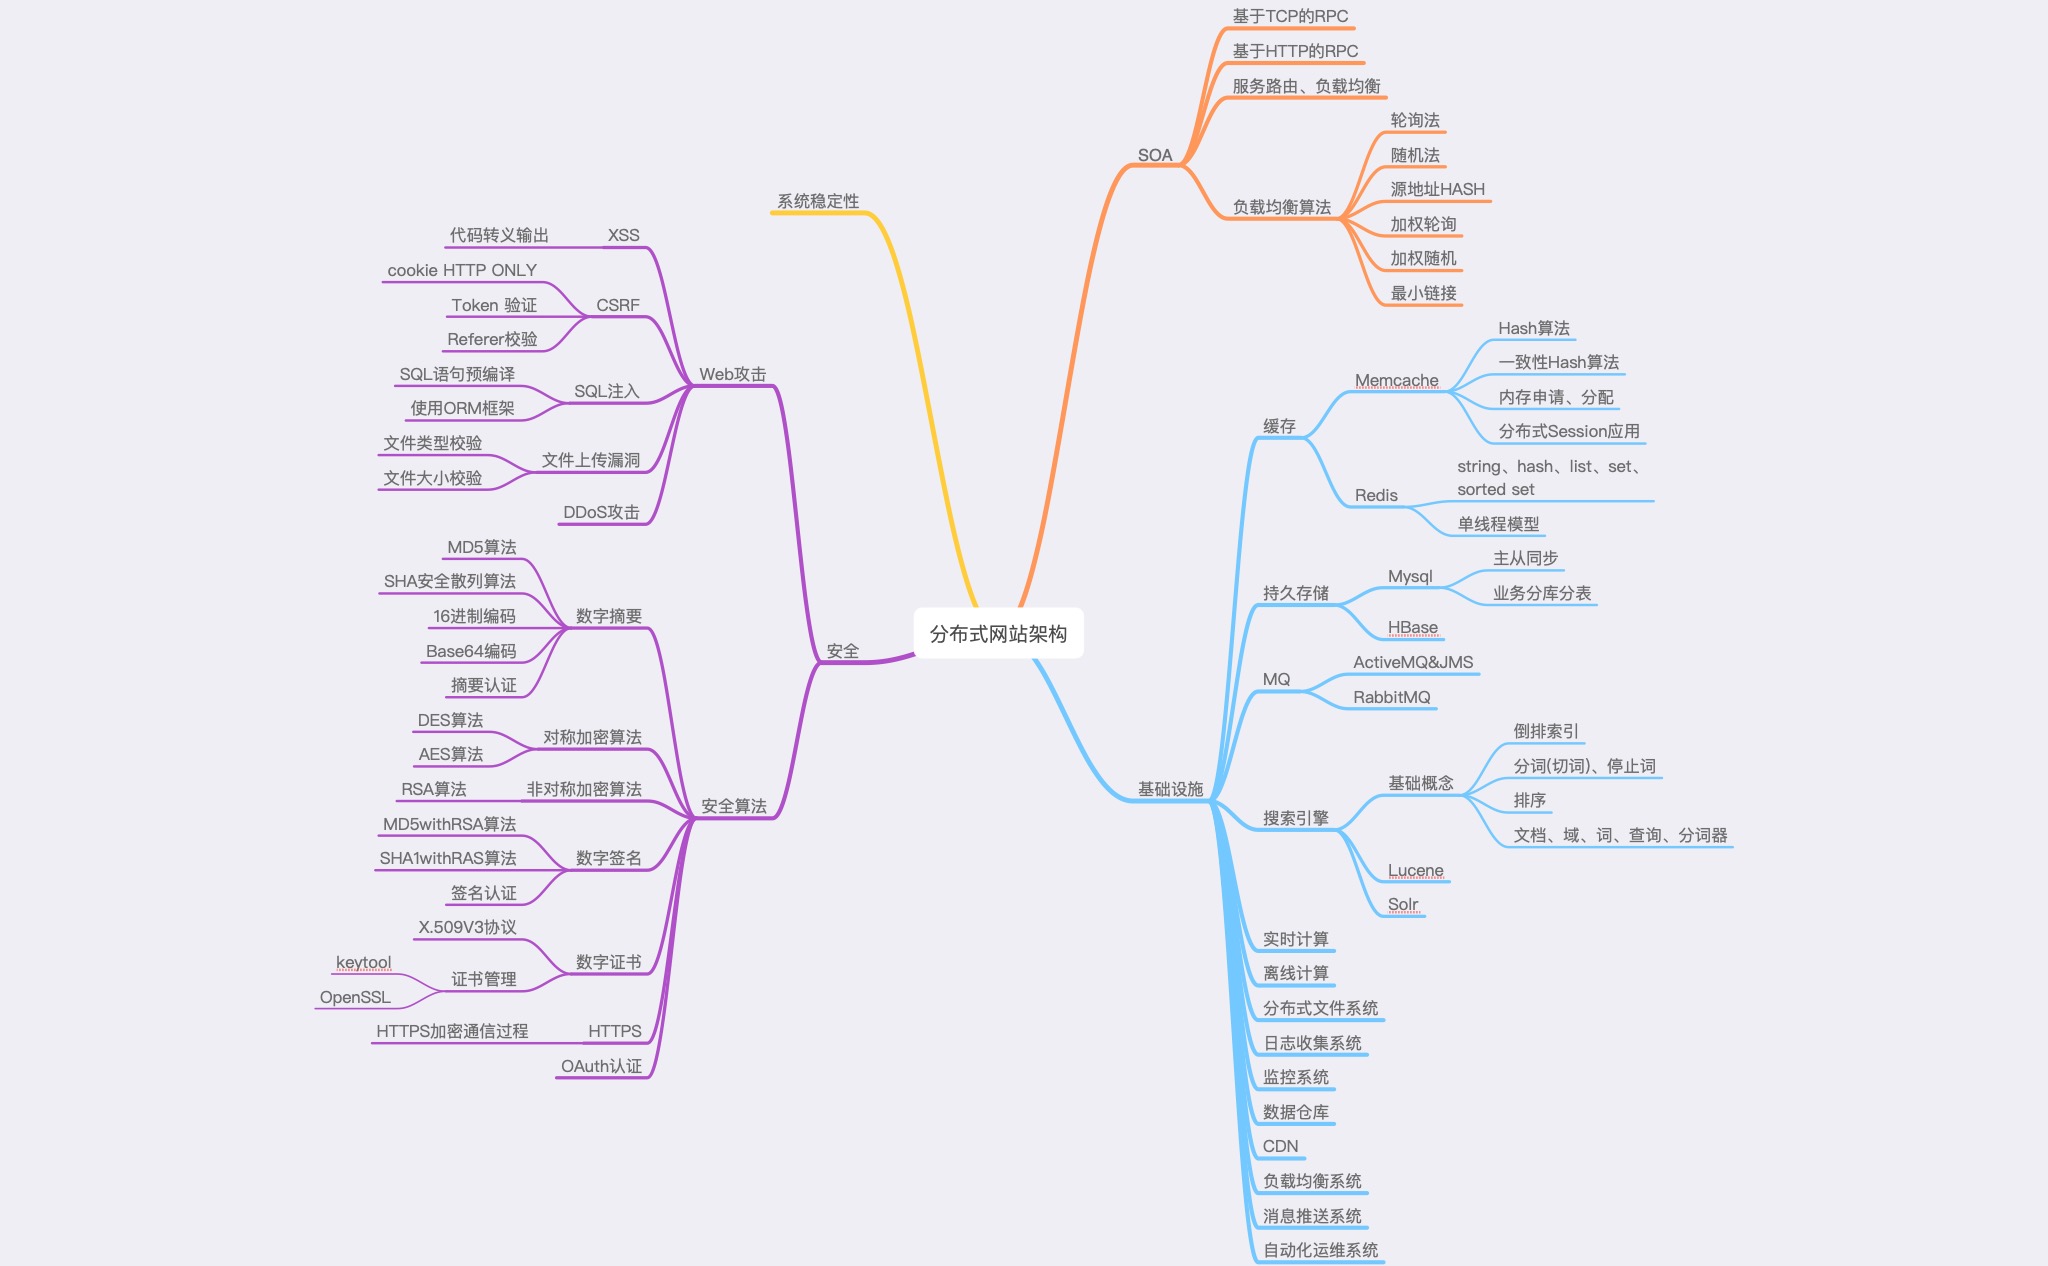 分布式网站架构
SOA
基于TCP的RPC
基于HTTP的RPC
服务路由、负载均衡
负载均衡算法
轮询法
随机法
源地址HASH
加权轮询
加权随机
最小链接
基础设施
缓存
Memcache
Hash算法
一致性Hash算法
内存申请、分配
分布式Session应用
Redis
string、hash、list、set、
sorted set
单线程模型
持久存储
Mysql
主从同步
业务分库分表
HBase
MQ
ActiveMQ&JMS
RabbitMQ
搜索引擎
基础概念
倒排索引
分词(切词)、停止词
排序
文档、域、词、查询、分词器
Lucene
Solr
实时计算
离线计算
分布式文件系统
日志收集系统
监控系统
数据仓库
CDN
负载均衡系统
消息推送系统
自动化运维系统
系统稳定性
安全
Web攻击
XSS
代码转义输出
CSRF
cookie HTTP ONLY
Token 验证
Referer校验
SQL注入
SQL语句预编译
使用ORM框架
文件上传漏洞
文件类型校验
文件大小校验
DDoS攻击
安全算法
数字摘要
MD5算法
SHA安全散列算法
16进制编码
Base64编码
摘要认证
对称加密算法
DES算法
AES算法
非对称加密算法
RSA算法
数字签名
MD5withRSA算法
SHA1withRAS算法
签名认证
数字证书
X.509V3协议
证书管理
keytool
OpenSSL
HTTPS
HTTPS加密通信过程
OAuth认证